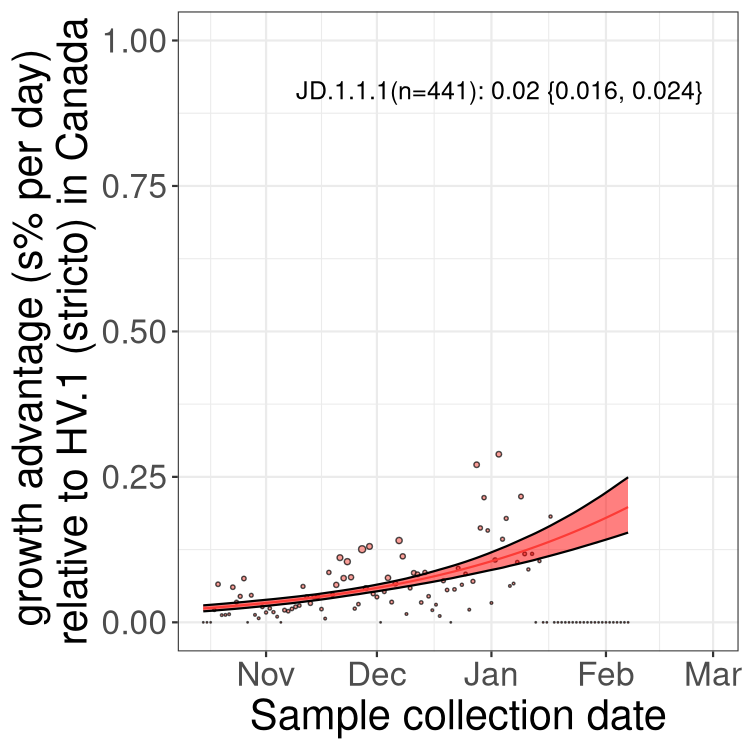 growth advantage (s% per day)
relative to HV.1 (stricto) in Canada
1.00
0.75
0.50
0.25
0.00
JD.1.1.1(n=441): 0.02 {0.016, 0.024}
Nov Dec Jan Feb Mar
Sample collection date